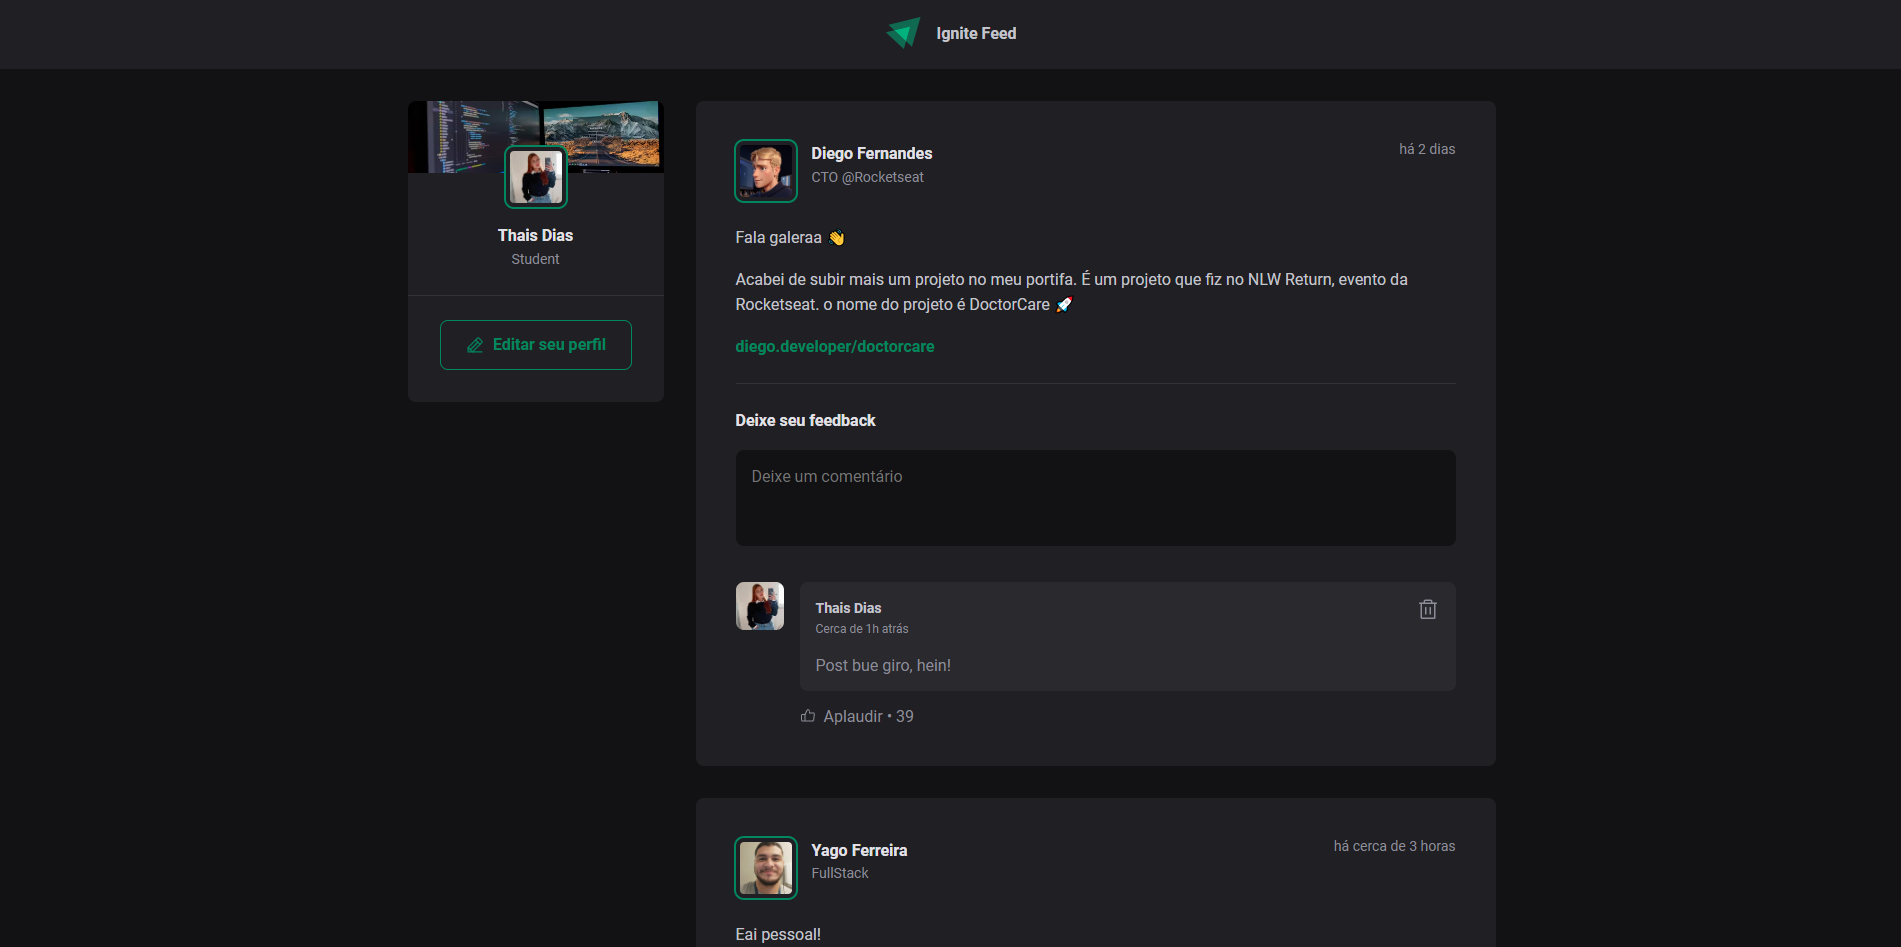 Ignite Feed
Thais Dias
Student
Editar seu perfil
Diego Fernandes
CTO @Rocketseat
há 2 dias
Fala galeraa 👋
Acabei de subir mais um projeto no meu portifa. É um projeto que fiz no NLW Return, evento da
Rocketseat. o nome do projeto é DoctorCare 🚀
diego.developer/doctorcare
Deixe seu feedback
Deixe um comentário
Thais Dias
Cerca de 1h atrás
Post bue giro, hein!
Aplaudir • 39
Yago Ferreira
FullStack
há cerca de 3 horas
Eai pessoal!